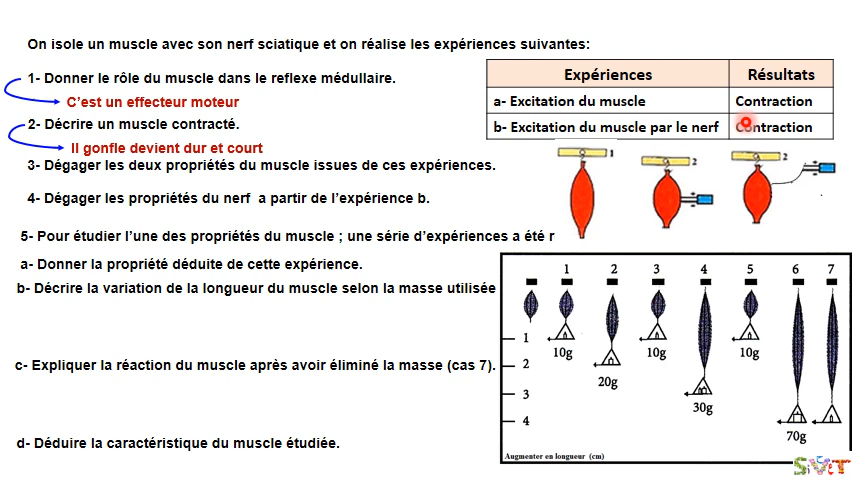 On isole un muscle avec son nerf sciatique et on réalise les expériences suivantes:
1- Donner le rôle du muscle dans le reflexe médullaire.
C'est un effecteur moteur
2- Décrire un muscle contracté.
Il gonfle devient dur et court
3- Dégager les deux propriétés du muscle issues de ces expériences.
4- Dégager les propriétés du nerf a partir de l'expérience b.
5- Pour étudier l'une des propriétés du muscle ; une série d'expériences a été r
a- Donner la propriété déduite de cette expérience.
b- Décrire la variation de la longueur du muscle selon la masse utilisée
c- Expliquer la réaction du muscle après avoir éliminé la masse (cas 7).
d- Déduire la caractéristique du muscle étudiée.
Expériences Résultats
a- Excitation du muscle Contraction
b- Excitation du muscle par le nerf Contraction
1 2 2
1 2 3 4 5 6 7
1
2
3
4
10g 20g 10g 30g 10g 70g
Augmenter en longueur (cm)
SVT